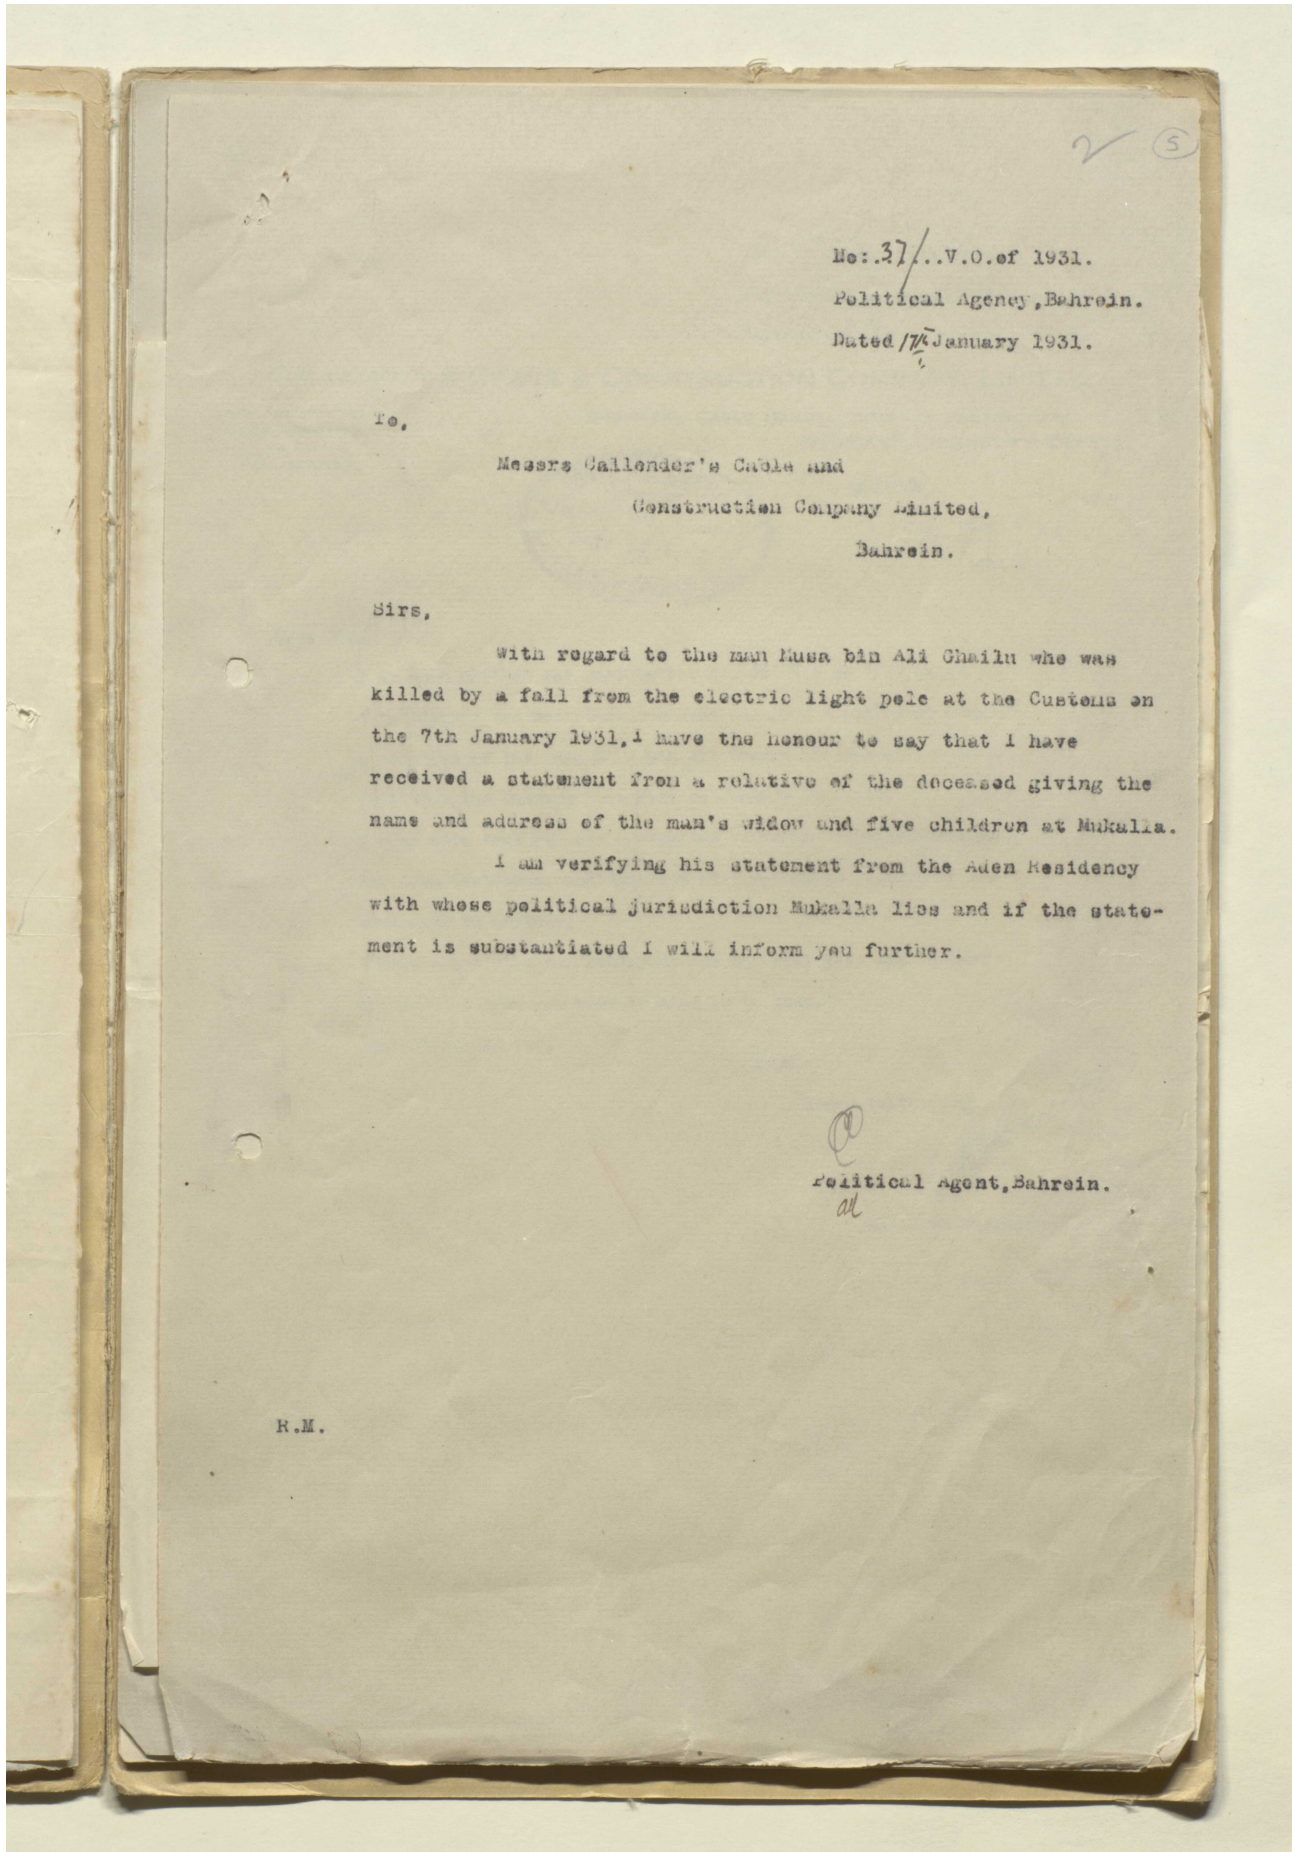 2 5
No:.37/..V.O.of 1931.
Political Agency,Bahrein.
Dated 17th January 1931.
To,
Messrs Callender's Cable and
Construction Company Limited,
Bahrein.
Sirs,
With regard to the man Musa bin Ali Ghailu who was
killed by a fall from the electric light pole at the Customs on
the 7th January 1931,I have the honour to say that I have
received a statement from a relative of the deceased giving the
name and address of the man's widow and five children at Mukalla.
I am verifying his statement from the Aden Residency
with whose political jurisdiction Mukalla lies and if the state-
ment is substantiated I will inform you further.
Political Agent,Bahrein.
R.M.